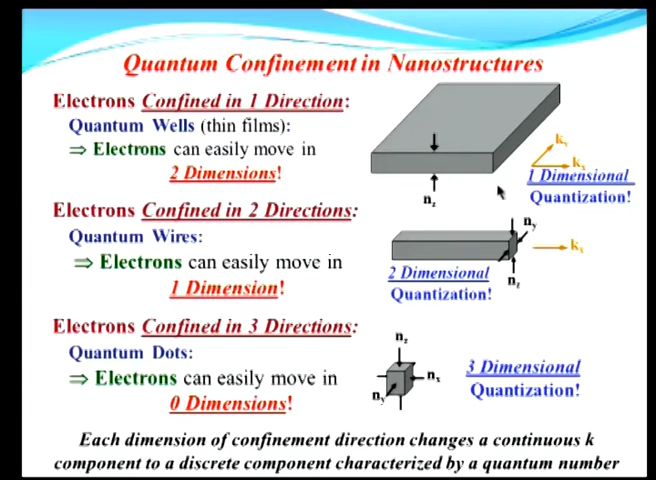 Quantum Confinement in Nanostructures
Electrons Confined in 1 Direction:
Quantum Wells (thin films):
⇒ Electrons can easily move in
2 Dimensions!
n_z
k_y
k_x
1 Dimensional
Quantization!
Electrons Confined in 2 Directions:
Quantum Wires:
⇒ Electrons can easily move in
1 Dimension!
n_y
n_z
k_x
2 Dimensional
Quantization!
Electrons Confined in 3 Directions:
Quantum Dots:
⇒ Electrons can easily move in
0 Dimensions!
n_z
n_x
n_y
3 Dimensional
Quantization!
Each dimension of confinement direction changes a continuous k
component to a discrete component characterized by a quantum number